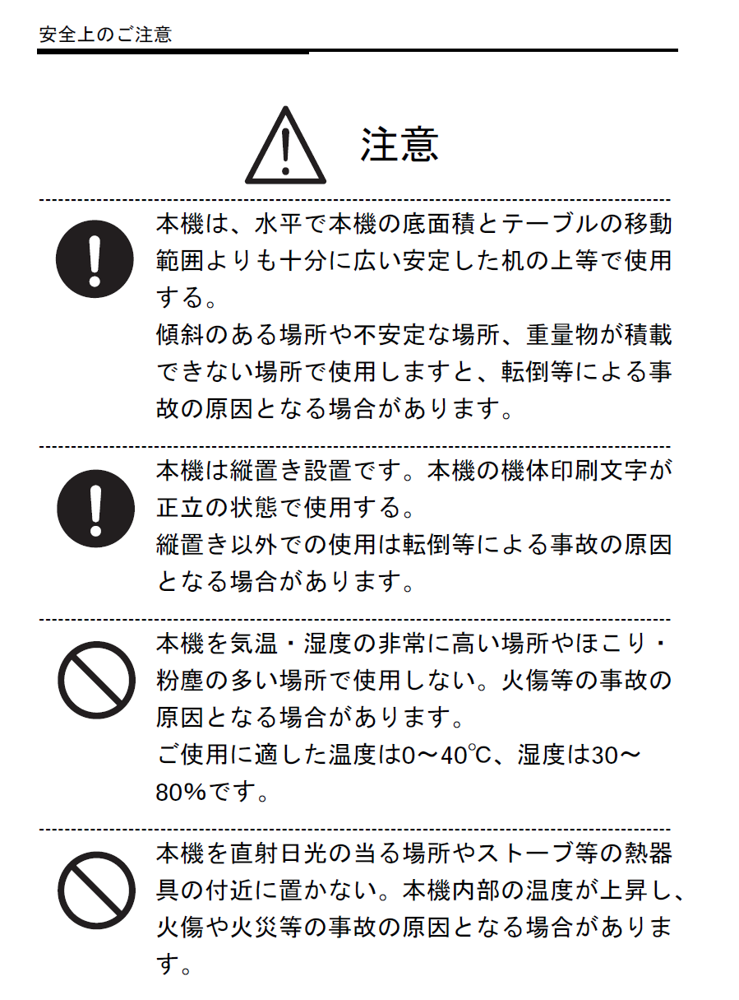 安全上のご注意
注意
本機は、水平で本機の底面積とテーブルの移動
範囲よりも十分に広い安定した机の上等で使用
する。
傾斜のある場所や不安定な場所、重量物が積載
できない場所で使用しますと、転倒等による事
故の原因となる場合があります。
本機は縦置き設置です。本機の機体印刷文字が
正立の状態で使用する。
縦置き以外での使用は転倒等による事故の原因
となる場合があります。
本機を気温・湿度の非常に高い場所やほこり・
粉塵の多い場所で使用しない。火傷等の事故の
原因となる場合があります。
ご使用に適した温度は0～40℃、湿度は30～
80%です。
本機を直射日光の当る場所やストーブ等の熱器
具の付近に置かない。本機内部の温度が上昇し、
火傷や火災等の事故の原因となる場合がありま
す。